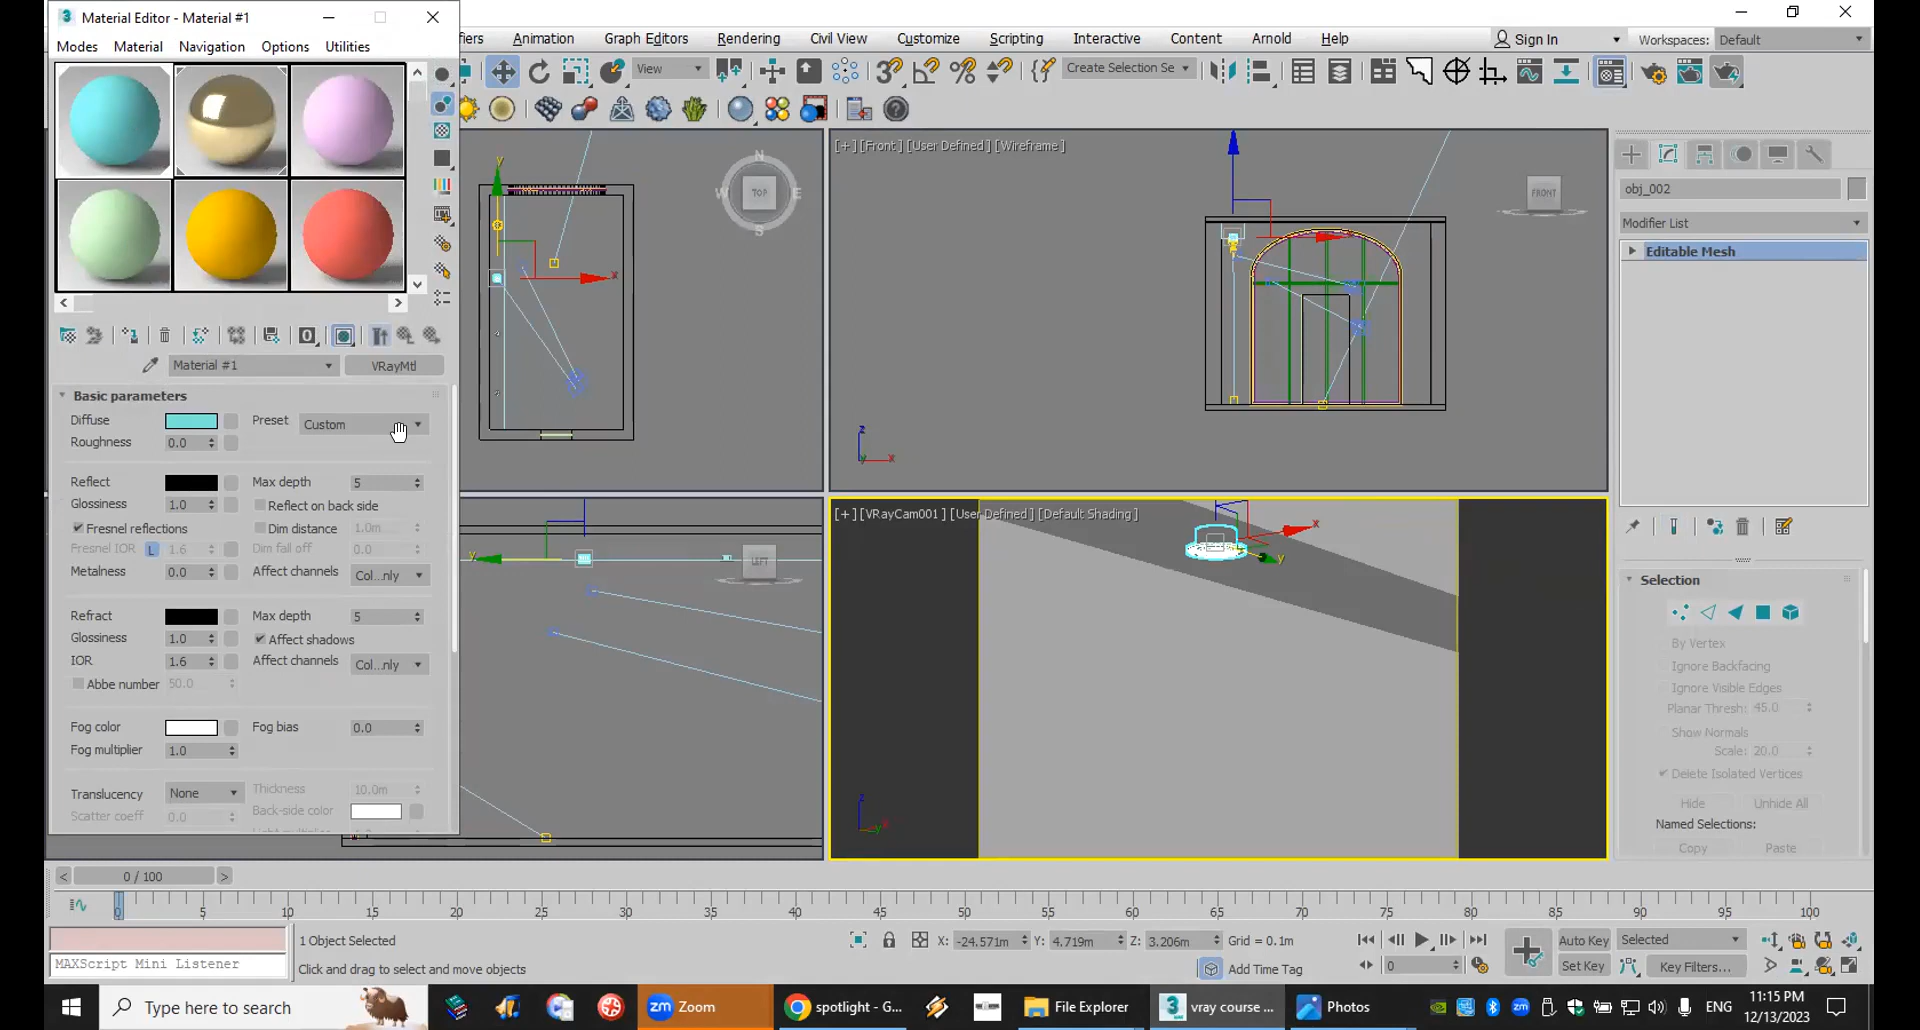 Material Editor - Material #1
Modes Material Navigation Options Utilities
fiers Animation Graph Editors Rendering Civil View Customize Scripting Interactive Content Arnold Help
Sign In Workspaces: Default
View Create Selection Se
[+] [Front] [User Defined] [Wireframe]
N
W TOP E
S
FRONT
y x
obj_002
Modifier List
Editable Mesh
Material #1 VRayMtl
Basic parameters
Diffuse Preset Custom
Roughness 0.0
Reflect Max depth 5
Glossiness 1.0 Reflect on back side
Fresnel reflections Dim distance 1.0m
Fresnel IOR L 1.6 Dim fall off 0.0
Metalness 0.0 Affect channels Col...nly
Refract Max depth 5
Glossiness 1.0 Affect shadows
IOR 1.6 Affect channels Col...nly
Abbe number 50.0
Fog color Fog bias 0.0
Fog multiplier 1.0
Translucency None Thickness 10.0m
Scatter coeff 0.0 Back-side color
z y x
y LEFT
[+] [VRayCam001] [User Defined] [Default Shading]
x y
z
Selection
By Vertex
Ignore Backfacing
Ignore Visible Edges
Planar Thresh: 45.0
Show Normals
Scale: 20.0
Delete Isolated Vertices
Hide Unhide All
Named Selections:
Copy Paste
< 0 / 100 >
0 5 10 15 20 25 30 35 40 45 50 55 60 65 70 75 80 85 90 95 100
1 Object Selected X: -24.571m Y: 4.719m Z: 3.206m Grid = 0.1m Auto Key Selected
MAXScript Mini Listener Click and drag to select and move objects Add Time Tag 0 Set Key Key Filters...
Type here to search zm Zoom spotlight - G... File Explorer 3 vray course ... Photos ENG 11:15 PM
12/13/2023